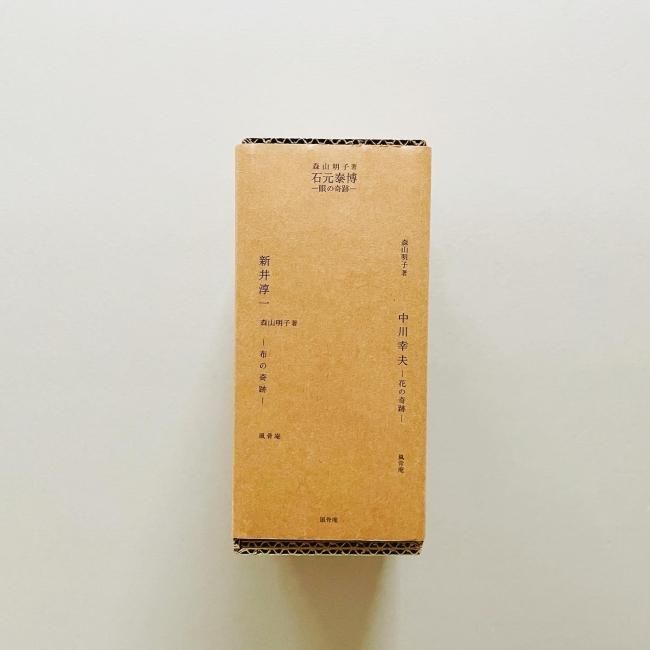 森山明子著
石元泰博
―眼の奇跡―
森山明子著
中川幸夫―花の奇跡―
風骨庵
新井淳一
森山明子著
―布の奇跡―
風骨庵
風骨庵